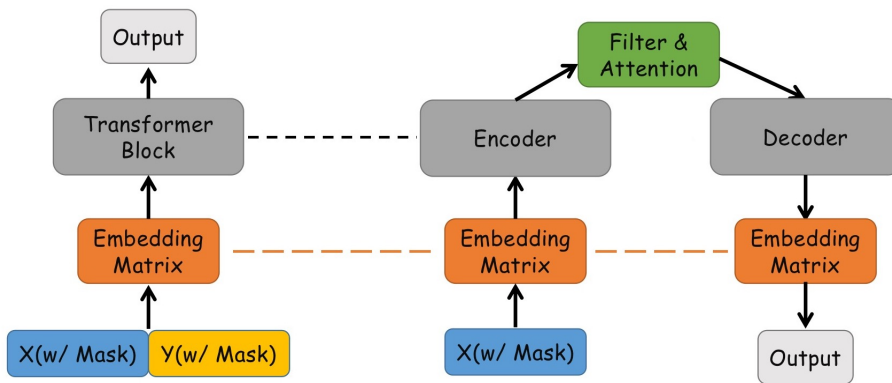 Output
Filter &
Attention
Transformer
Block
Encoder
Decoder
Embedding
Matrix
Embedding
Matrix
Embedding
Matrix
X(w/ Mask)
Y(w/ Mask)
X(w/ Mask)
Output